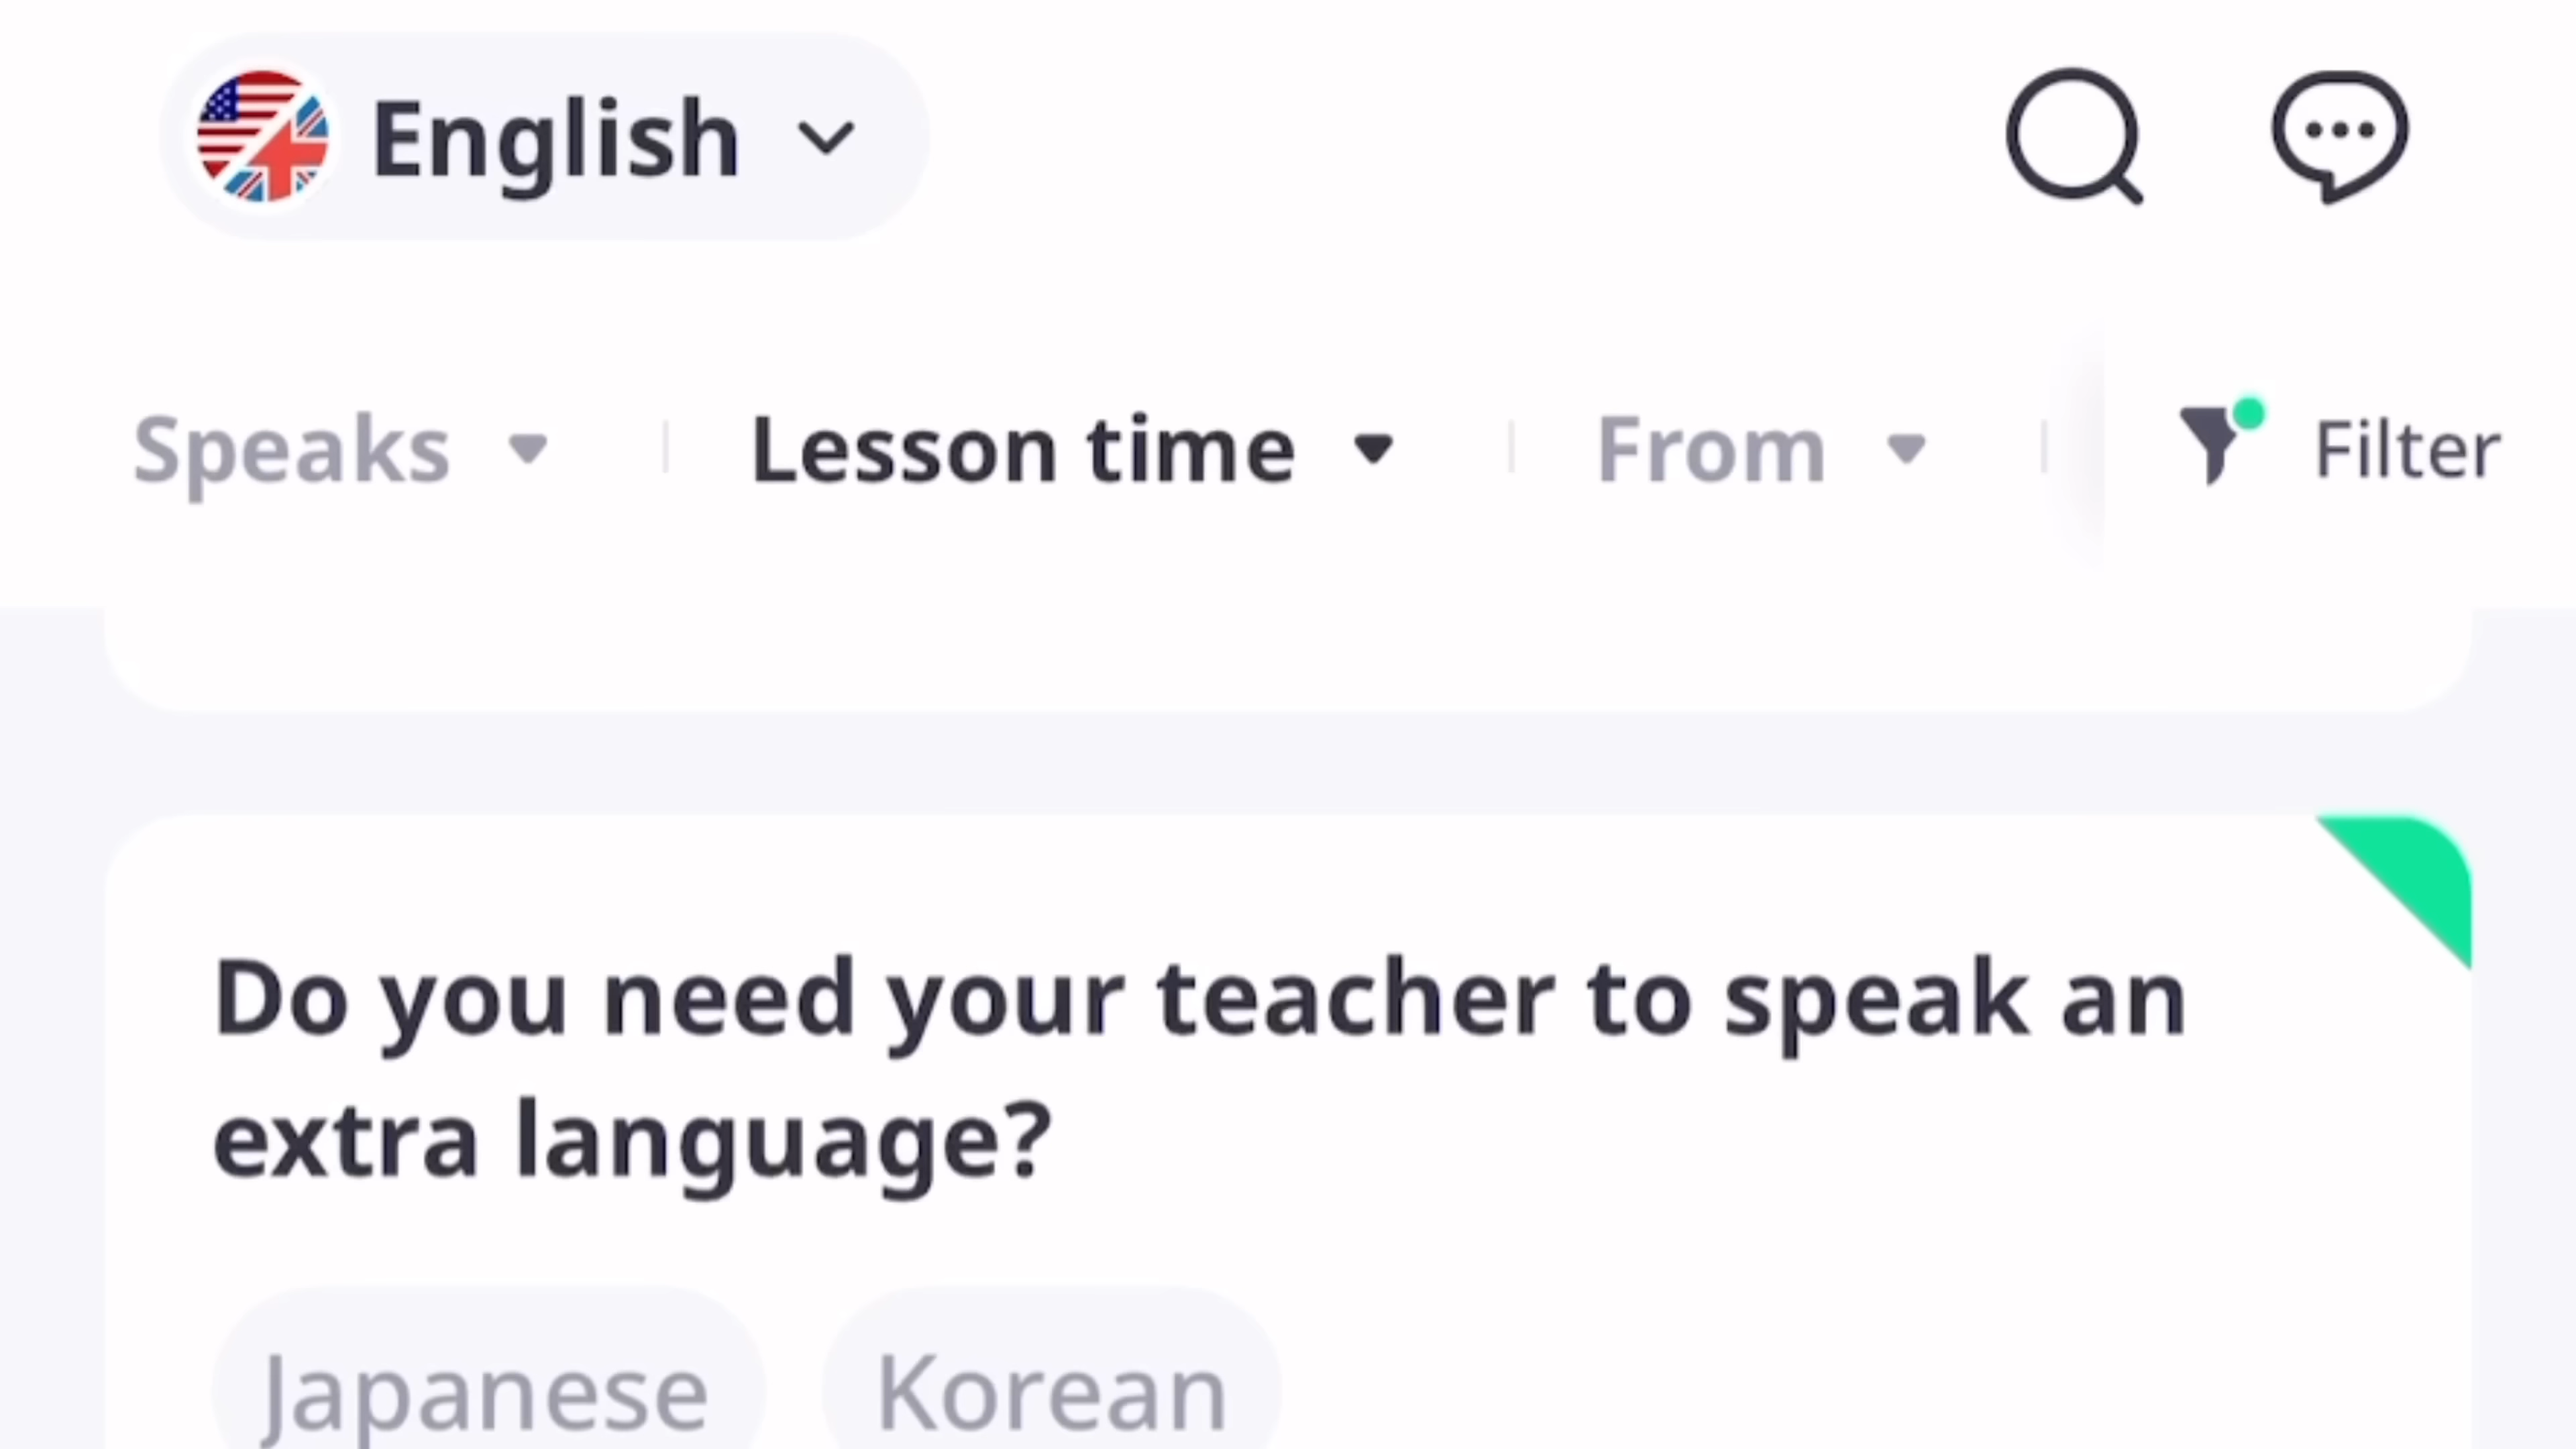 English
Speaks
Lesson time
From
Filter
Do you need your teacher to speak an
extra language?
Japanese
Korean